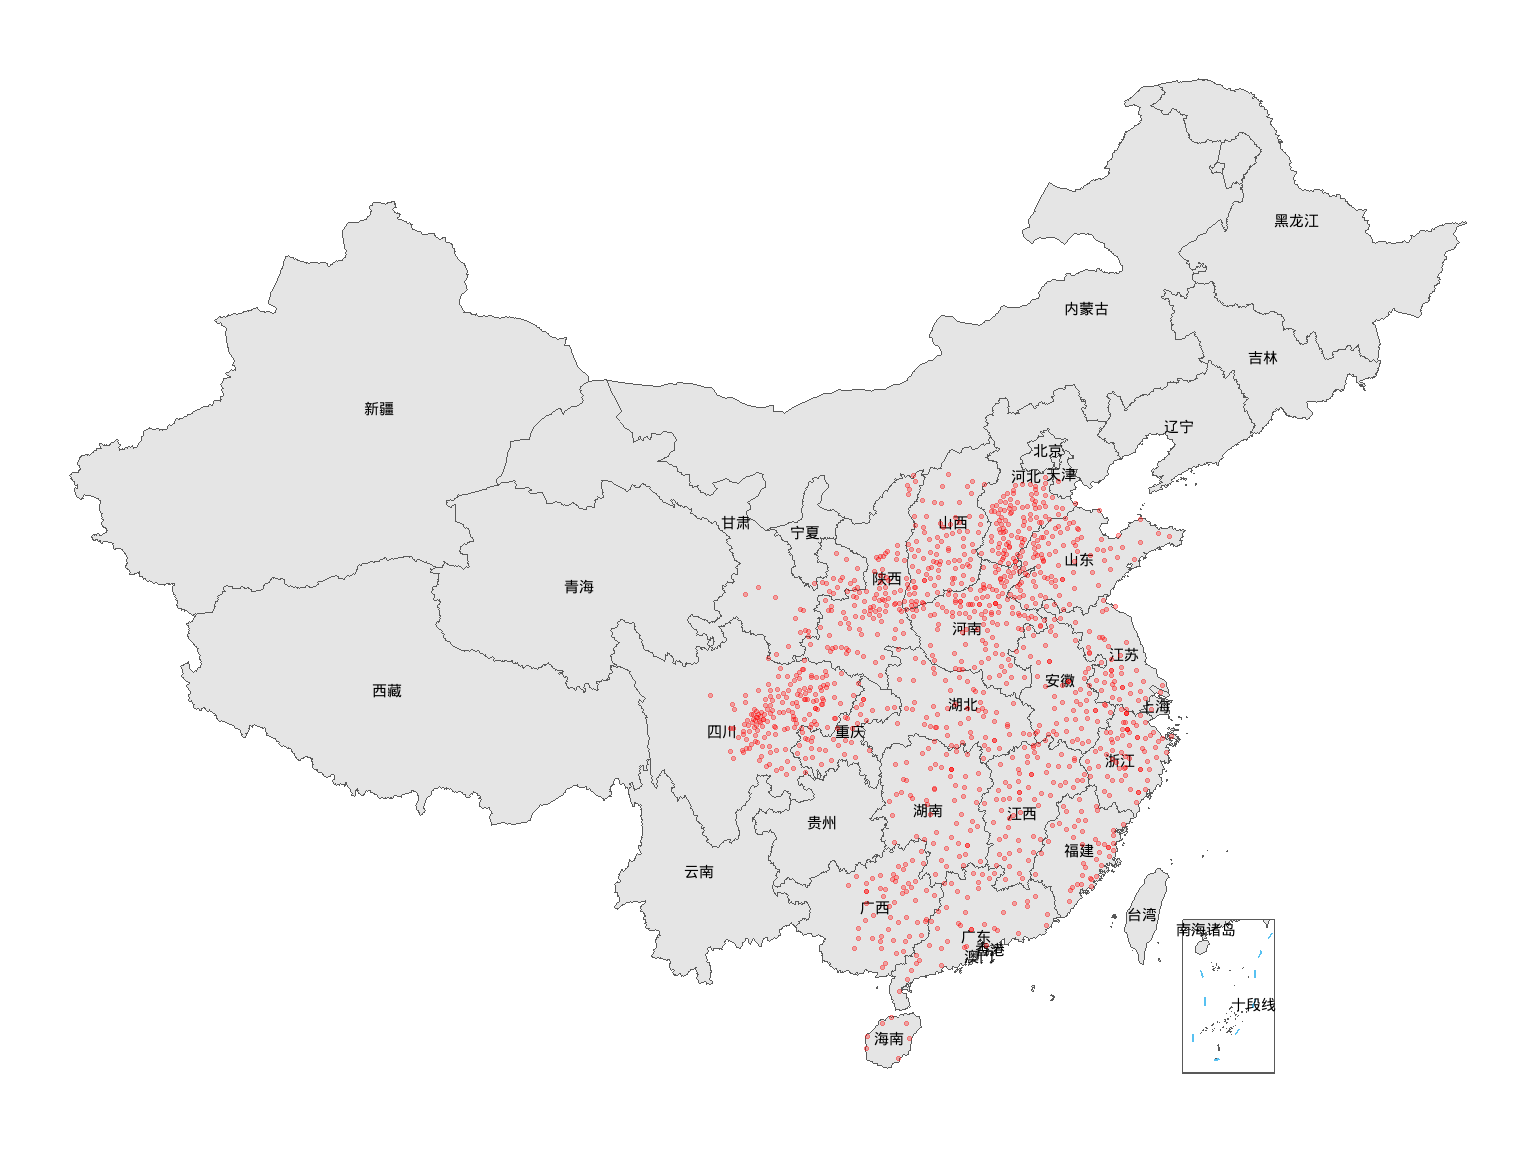 黑龙江
内蒙古
吉林
新疆
辽宁
北京
河北
天津
甘肃
山西
宁夏
山东
陕西
青海
河南
江苏
安徽
西藏
湖北
上海
四川
重庆
浙江
湖南
江西
贵州
福建
云南
广西
台湾
南海诸岛
广东
香港
澳门
十段线
海南